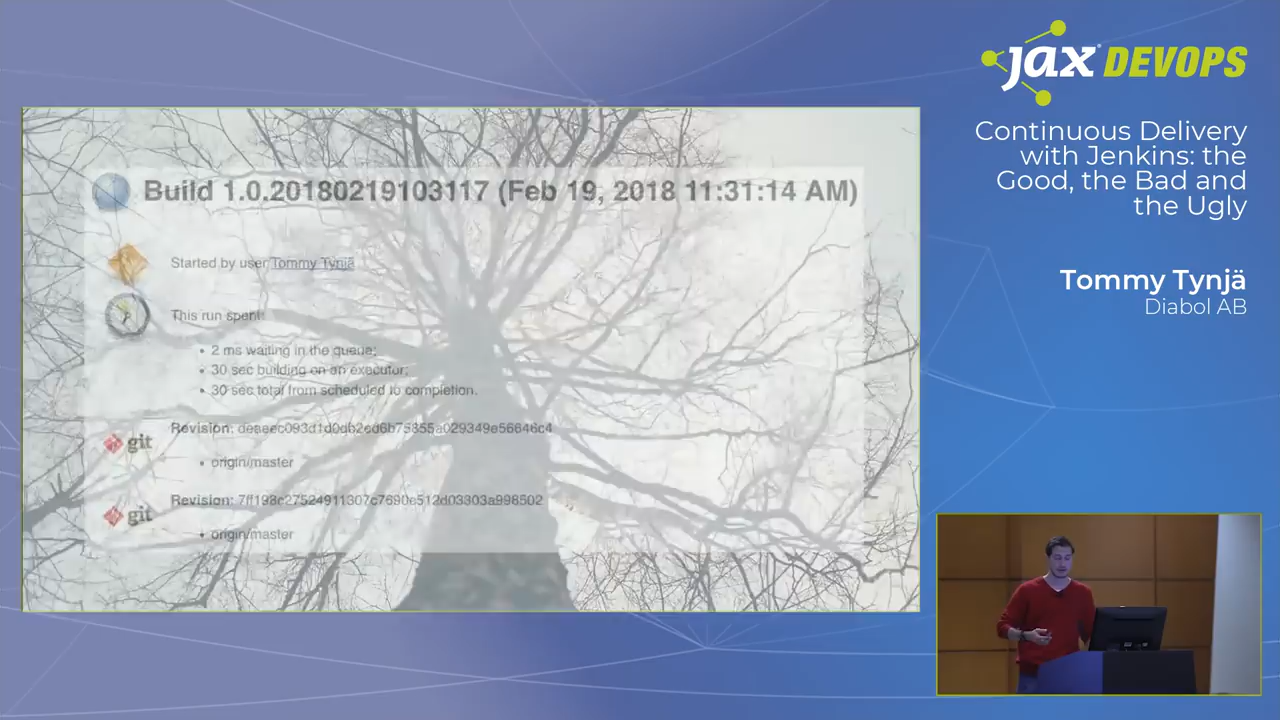 jax DEVOPS
Continuous Delivery
with Jenkins: the
Good, the Bad and
the Ugly
Tommy Tynjä
Diabol AB
Build 1.0.20180219103117 (Feb 19, 2018 11:31:14 AM)
Started by user Tommy Tynjä
This run spent:
2 ms waiting in the queue;
30 sec building on an executor;
30 sec total from scheduled to completion.
git
Revision:
origin/master
git
Revision:
origin/master